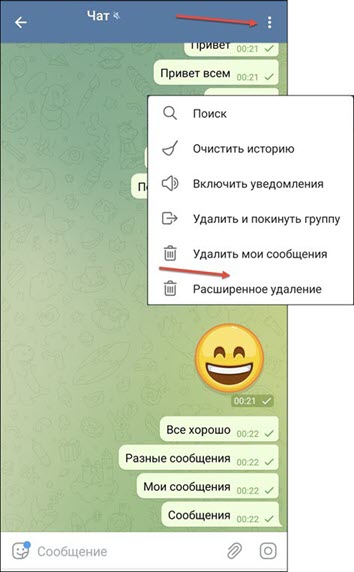 Чат
Привет 00:21
Привет всем 00:21
Поиск
Очистить историю
Включить уведомления
Удалить и покинуть группу
Удалить мои сообщения
Расширенное удаление
00:21
Все хорошо 00:22
Разные сообщения 00:22
Мои сообщения 00:22
Сообщения 00:22
Сообщение